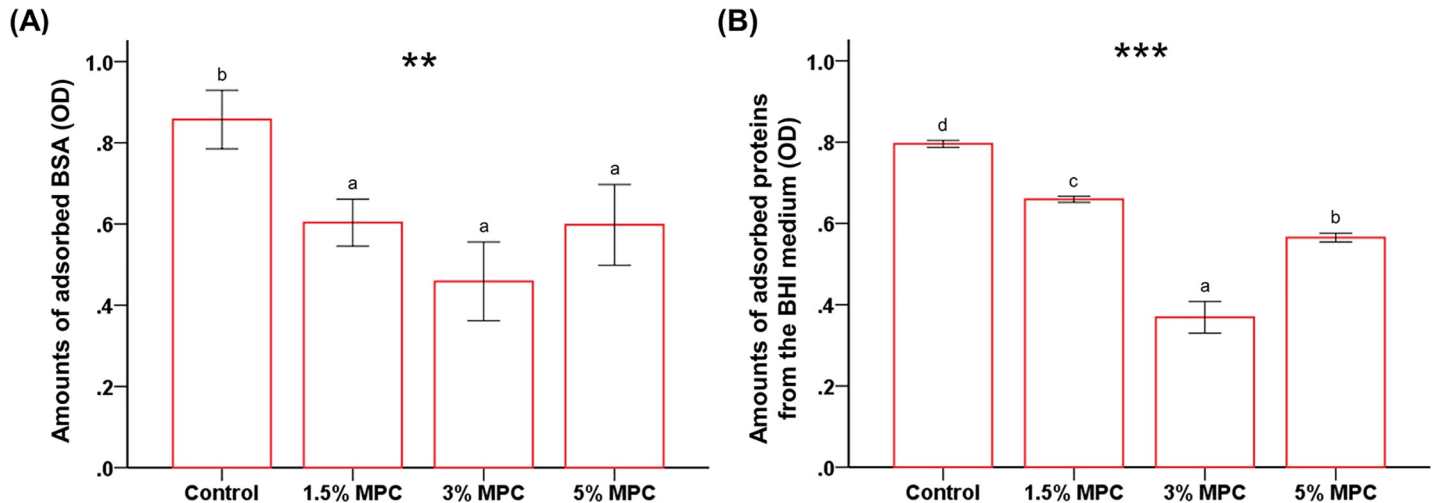 (A)
Amounts of adsorbed BSA (OD)
1.0
.8
.6
.4
.2
.0
**
b
a
a
a
Control
1.5% MPC
3% MPC
5% MPC
(B)
Amounts of adsorbed proteins
from the BHI medium (OD)
1.0
.8
.6
.4
.2
.0
***
d
c
a
b
Control
1.5% MPC
3% MPC
5% MPC